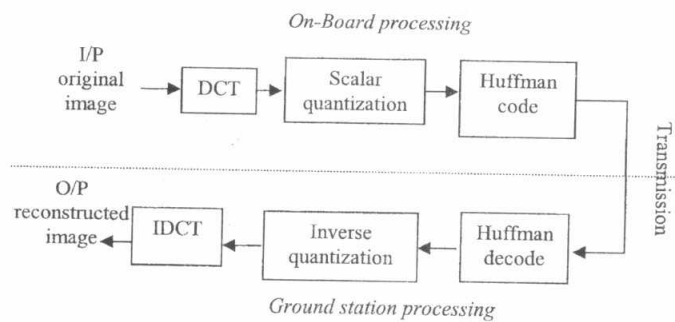 On-Board processing
I/P
original
image
DCT
Scalar
quantization
Huffman
code
Transmission
O/P
reconstructed
image
IDCT
Inverse
quantization
Huffman
decode
Ground station processing